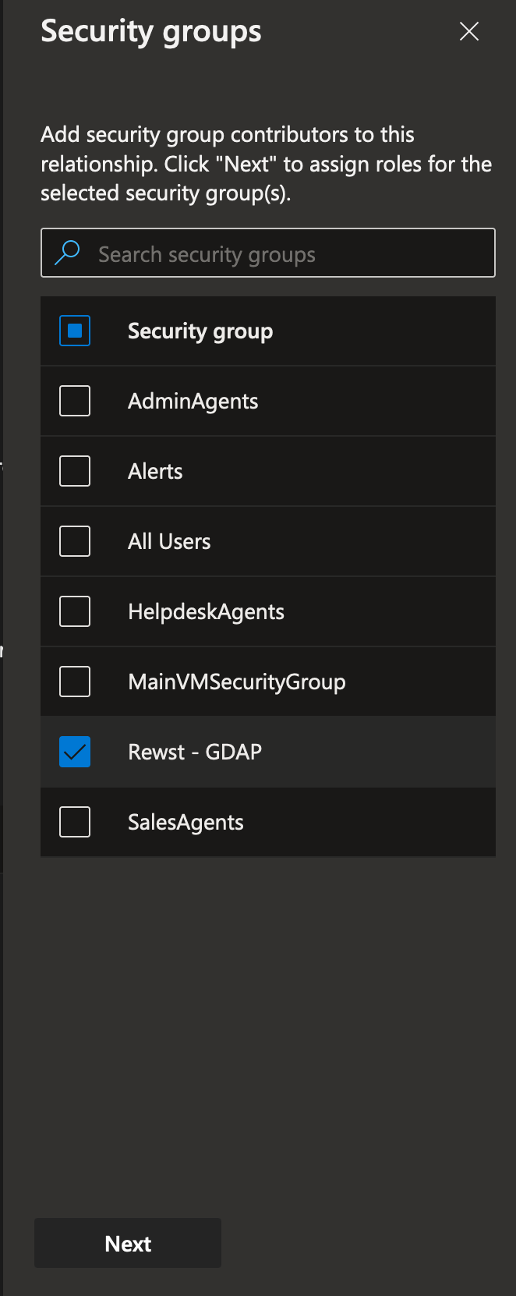 Security groups
Add security group contributors to this
relationship. Click "Next" to assign roles for the
selected security group(s).
Search security groups
Security group
AdminAgents
Alerts
All Users
HelpdeskAgents
MainVMSecurityGroup
Rewst - GDAP
SalesAgents
Next